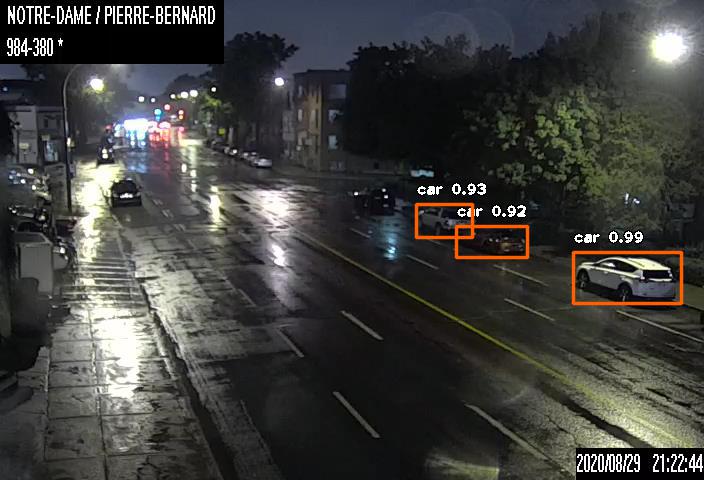 NOTRE-DAME / PIERRE-BERNARD
984-380 *
car 0.93
car 0.92
car 0.99
2020/08/29 21:22:44